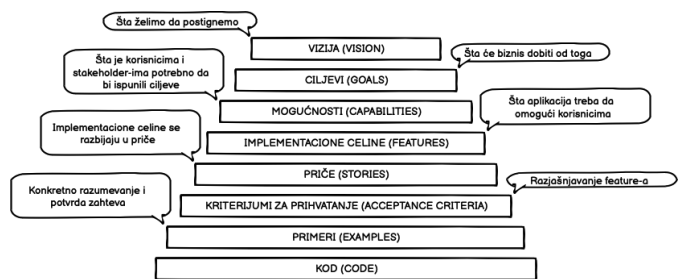 Šta želimo da postignemo
VIZIJA (VISION)
Šta će biznis dobiti od toga
Šta je korisnicima i
stakeholder-ima potrebno da
bi ispunili ciljeve
CILJEVI (GOALS)
MOGUĆNOSTI (CAPABILITIES)
Šta aplikacija treba da
omogući korisnicima
Implementacione celine se
razbijaju u priče
IMPLEMENTACIONE CELINE (FEATURES)
PRIČE (STORIES)
Razjašnjavanje feature-a
Konkretno razumevanje i
potvrda zahteva
KRITERIJUMI ZA PRIHVATANJE (ACCEPTANCE CRITERIA)
PRIMERI (EXAMPLES)
KOD (CODE)